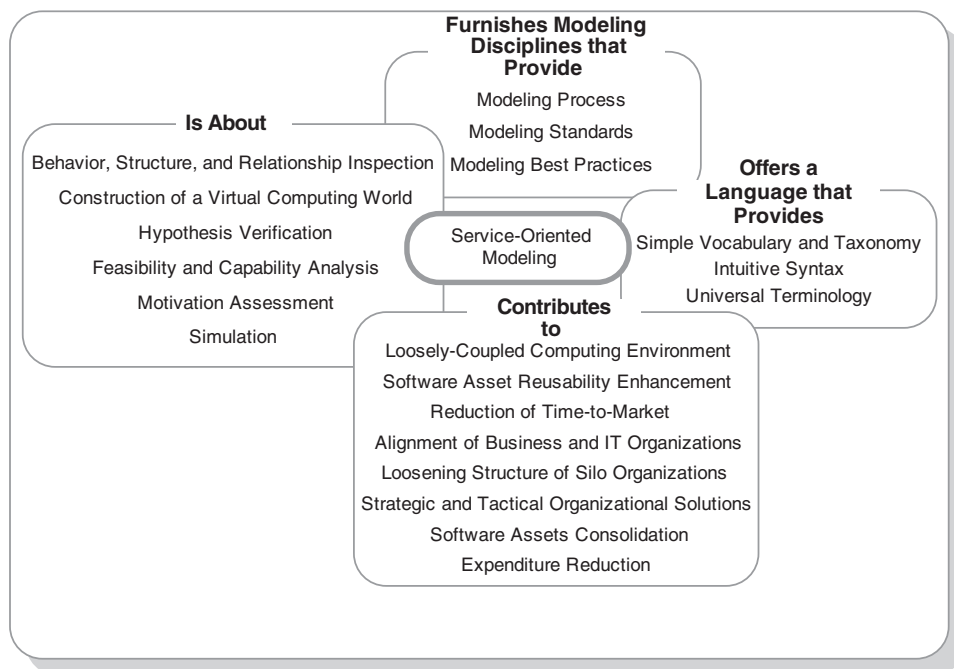 Furnishes Modeling
Disciplines that
Provide
Modeling Process
Modeling Standards
Modeling Best Practices
Is About
Behavior, Structure, and Relationship Inspection
Construction of a Virtual Computing World
Hypothesis Verification
Feasibility and Capability Analysis
Motivation Assessment
Simulation
Service-Oriented
Modeling
Offers a
Language that
Provides
Simple Vocabulary and Taxonomy
Intuitive Syntax
Universal Terminology
Contributes
to
Loosely-Coupled Computing Environment
Software Asset Reusability Enhancement
Reduction of Time-to-Market
Alignment of Business and IT Organizations
Loosening Structure of Silo Organizations
Strategic and Tactical Organizational Solutions
Software Assets Consolidation
Expenditure Reduction